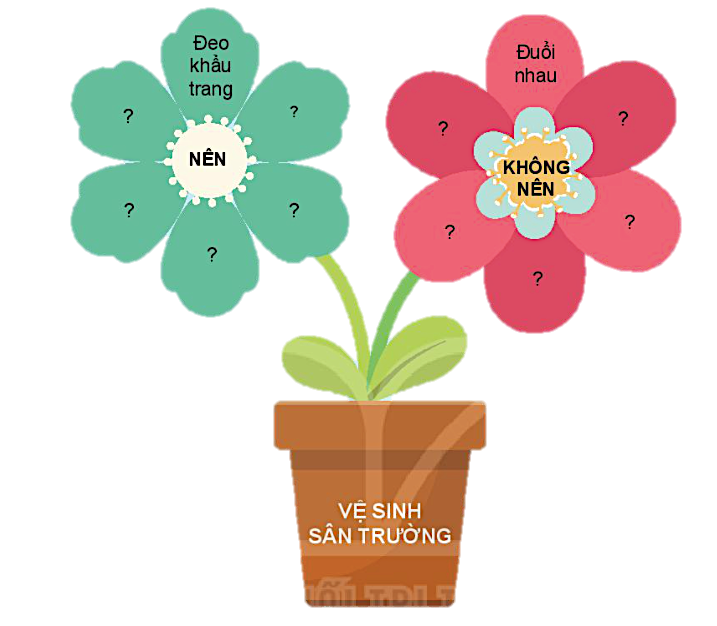 Đeo
khẩu
trang
?
?
NÊN
?
?
?
Đuổi
nhau
?
?
KHÔNG
NÊN
?
?
?
VỆ SINH
SÂN TRƯỜNG